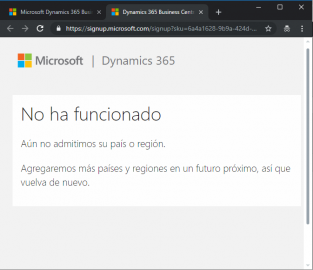 Microsoft Dynamics 365 Busi
Dynamics 365 Business Cent
https://signup.microsoft.com/signup?sku=6a4a1628-9b9a-424d-...
Microsoft | Dynamics 365
No ha funcionado
Aún no admitimos su país o región.
Agregaremos más países y regiones en un futuro próximo, así que
vuelva de nuevo.